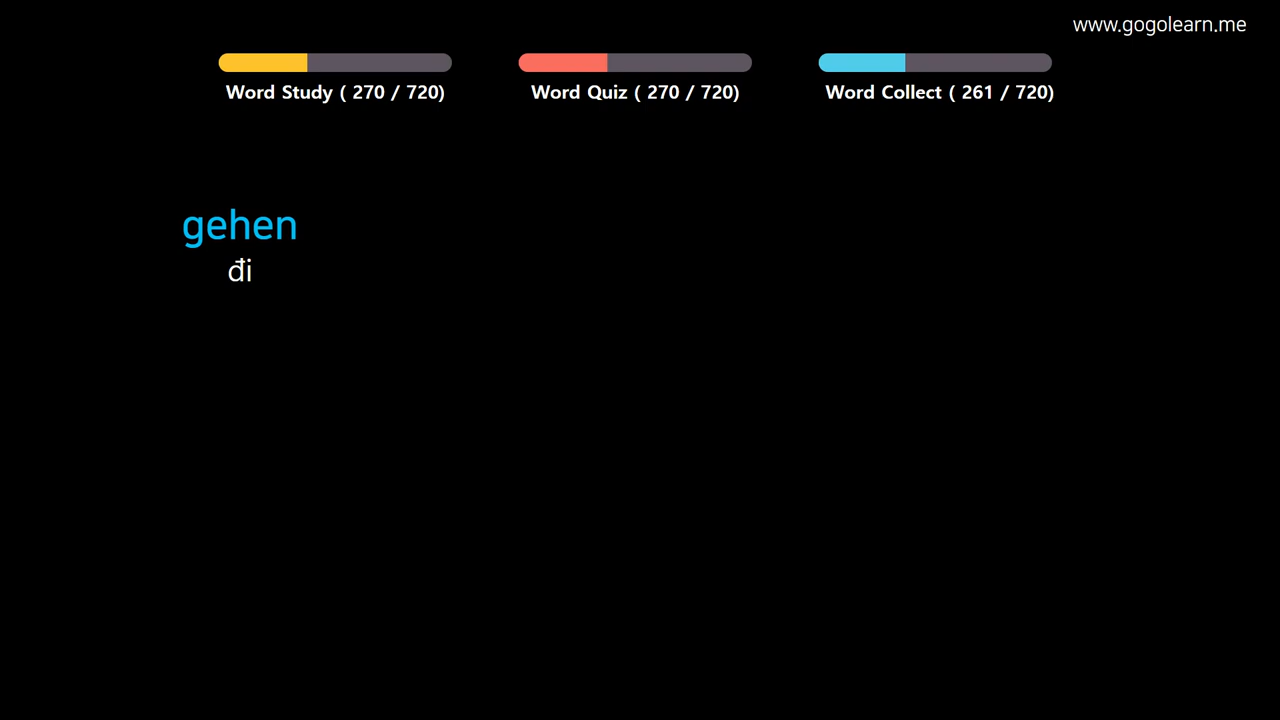 www.gogolearn.me
Word Study ( 270 / 720)
Word Quiz ( 270 / 720)
Word Collect ( 261 / 720)
gehen
đi